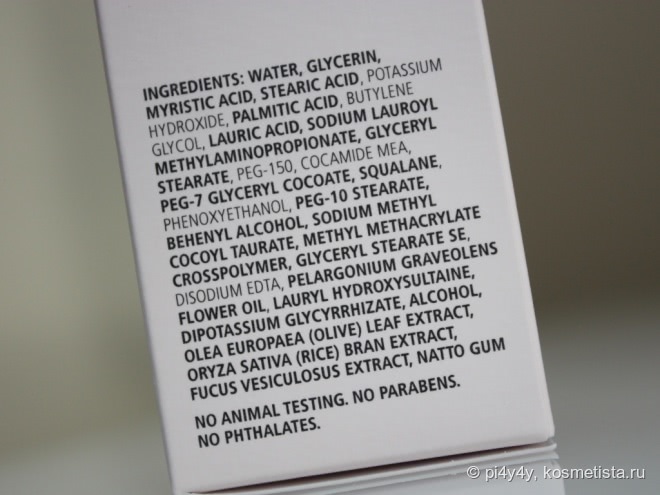 INGREDIENTS: WATER, GLYCERIN,
MYRISTIC ACID, STEARIC ACID, POTASSIUM
HYDROXIDE, PALMITIC ACID, BUTYLENE
GLYCOL, LAURIC ACID, SODIUM LAUROYL
METHYLAMINOPROPIONATE, GLYCERYL
STEARATE, PEG-150, COCAMIDE MEA,
PEG-7 GLYCERYL COCOATE, SQUALANE,
PHENOXYETHANOL, PEG-10 STEARATE,
BEHENYL ALCOHOL, SODIUM METHYL
COCOYL TAURATE, METHYL METHACRYLATE
CROSSPOLYMER, GLYCERYL STEARATE SE,
DISODIUM EDTA, PELARGONIUM GRAVEOLENS
FLOWER OIL, LAURYL HYDROXYSULTAINE,
DIPOTASSIUM GLYCYRRHIZATE, ALCOHOL,
OLEA EUROPAEA (OLIVE) LEAF EXTRACT,
ORYZA SATIVA (RICE) BRAN EXTRACT,
FUCUS VESICULOSUS EXTRACT, NATTO GUM
NO ANIMAL TESTING. NO PARABENS.
NO PHTHALATES.
© pi4y4y, kosmetista.ru